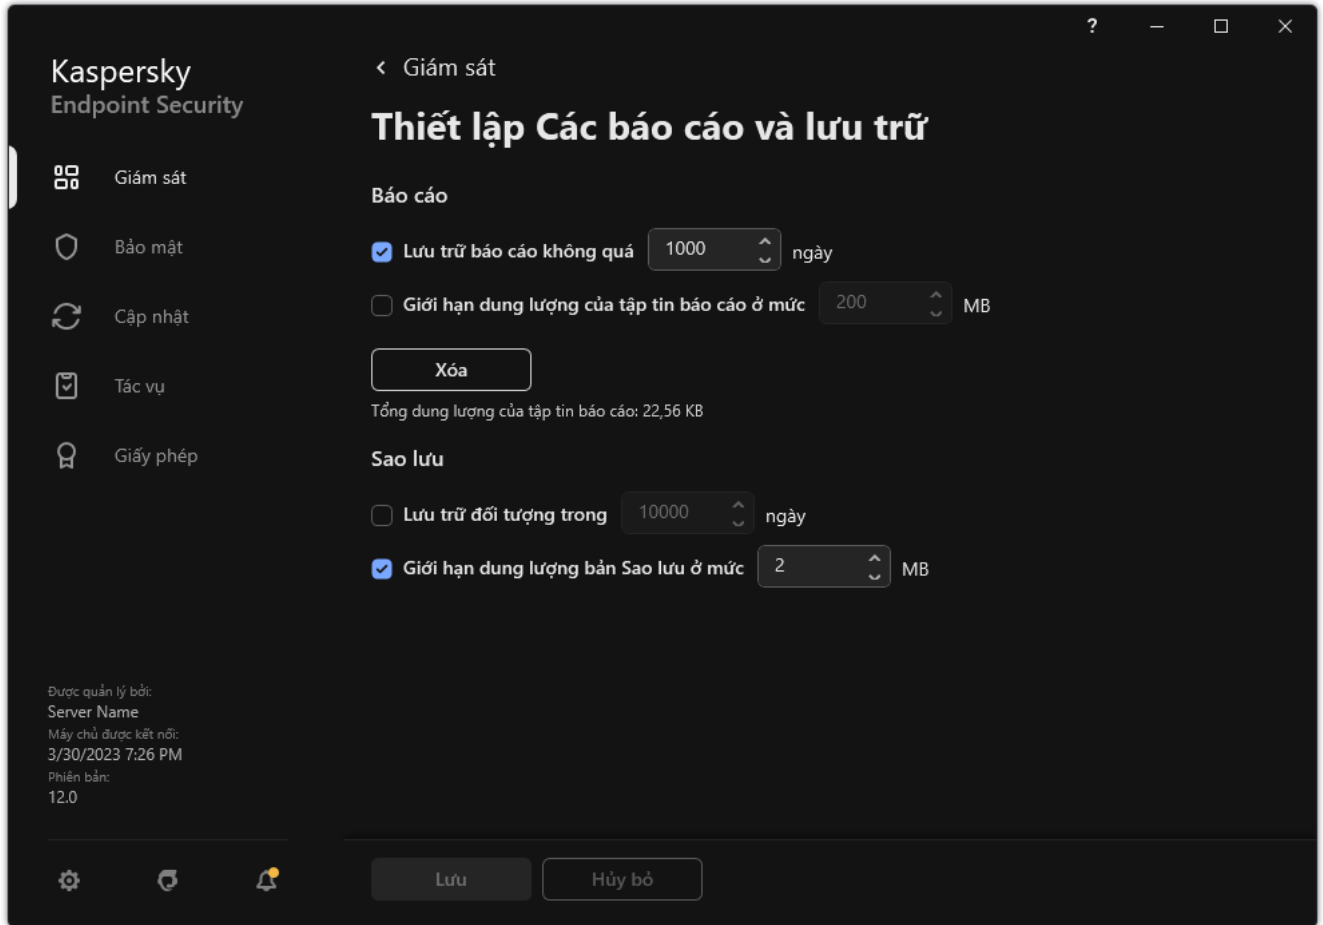 ?
Kaspersky
Endpoint Security
Giám sát
Bảo mật
Cập nhật
Tác vụ
Giấy phép
Được quản lý bởi:
Server Name
Máy chủ được kết nối:
3/30/2023 7:26 PM
Phiên bản:
12.0
Giám sát
Thiết lập Các báo cáo và lưu trữ
Báo cáo
Lưu trữ báo cáo không quá 1000 ngày
Giới hạn dung lượng của tập tin báo cáo ở mức 200 MB
Xóa
Tổng dung lượng của tập tin báo cáo: 22,56 KB
Sao lưu
Lưu trữ đối tượng trong 10000 ngày
Giới hạn dung lượng bản Sao lưu ở mức 2 MB
Lưu Hủy bỏ